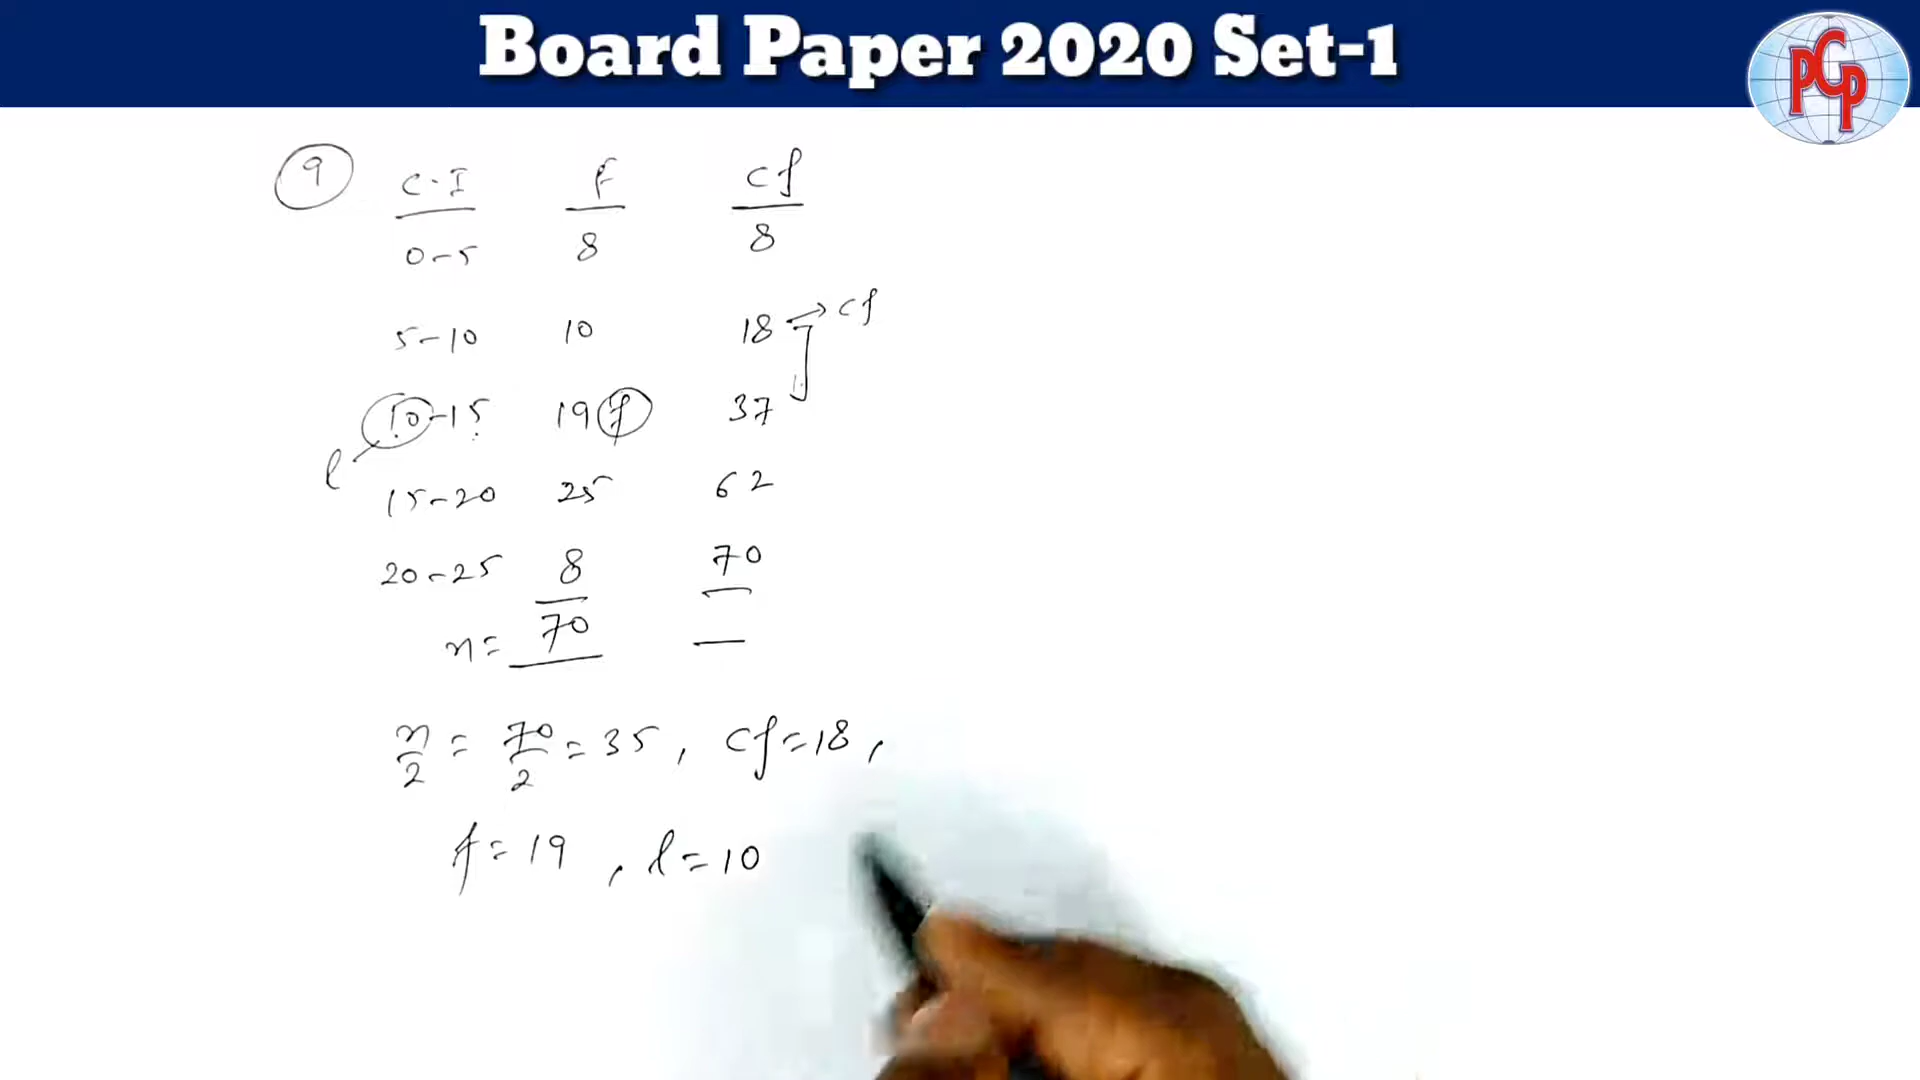 Board Paper 2020 Set-1
PCP
9 C.I F Cf
0-5 8 8
5-10 10 18 → Cf
10-15 19 f 37
l
15-20 25 62
20-25 8 70
n= 70 —
n/2 = 70/2 = 35, Cf=18,
f=19, l=10